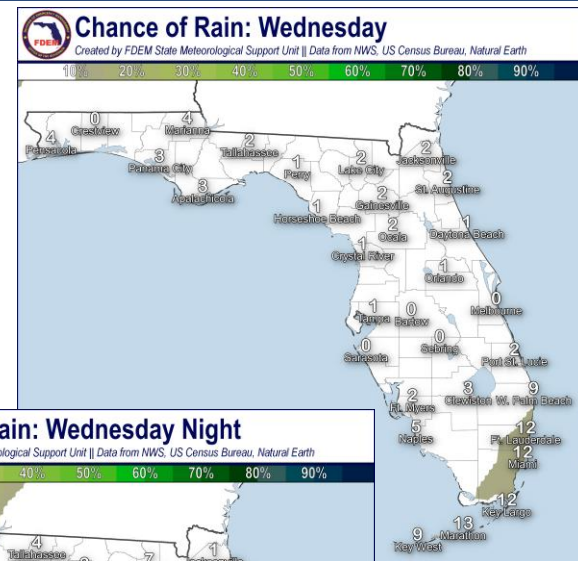 FDEM
Chance of Rain: Wednesday
Created by FDEM State Meteorological Support Unit || Data from NWS, US Census Bureau, Natural Earth
10% 20% 30% 40% 50% 60% 70% 80% 90%
0
Crestview
4
Marianna
4
Pensacola
3
Panama City
2
Tallahassee
3
Apalachicola
1
Perry
2
Lake City
2
Jacksonville
2
St. Augustine
2
Gainesville
1
Horseshoe Beach
2
Ocala
1
Daytona Beach
1
Crystal River
1
Orlando
0
Melbourne
1
Tampa
0
Bartow
0
Sarasota
0
Sebring
2
Port St. Lucie
2
Ft. Myers
3
Clewiston
9
W. Palm Beach
5
Naples
12
Ft. Lauderdale
12
Miami
12
Key Largo
13
Marathon
9
Key West
ain: Wednesday Night
ological Support Unit || Data from NWS, US Census Bureau, Natural Earth
40% 50% 60% 70% 80% 90%
4
Tallahassee
7
1